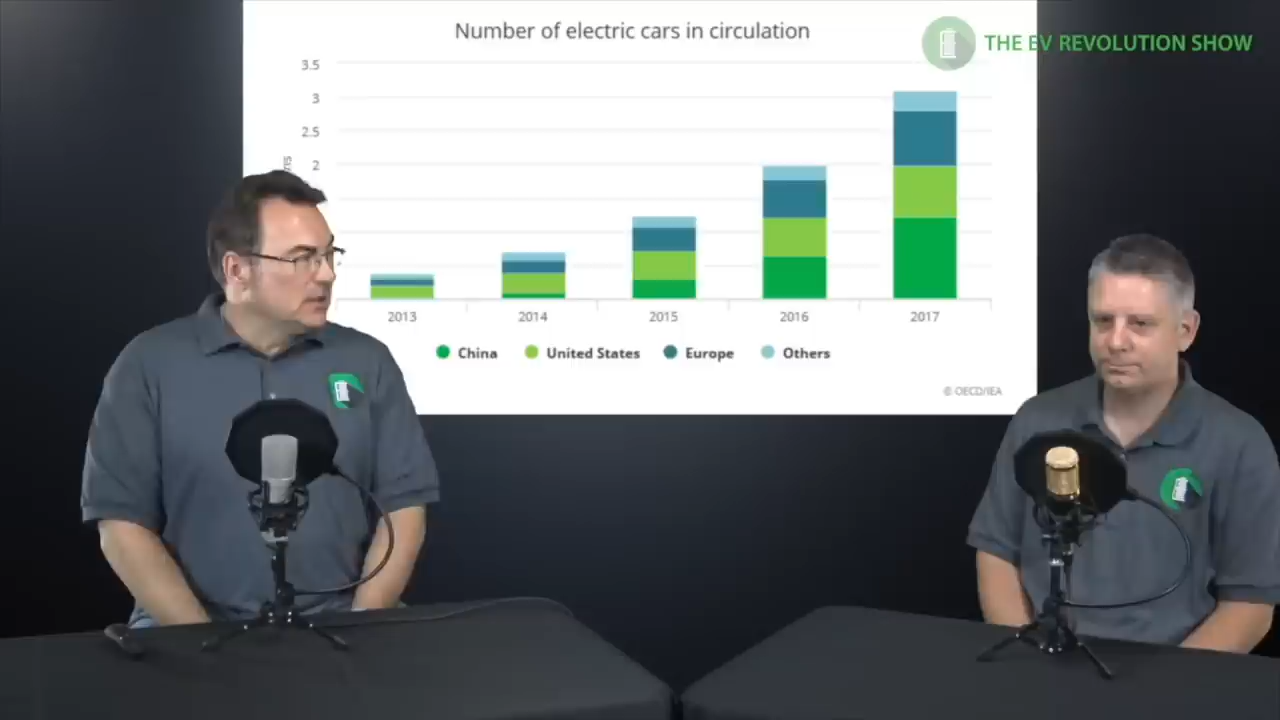 Number of electric cars in circulation
THE EV REVOLUTION SHOW
3.5
3
2.5
2
2013
2014
2015
2016
2017
China
United States
Europe
Others
© OECD/IEA